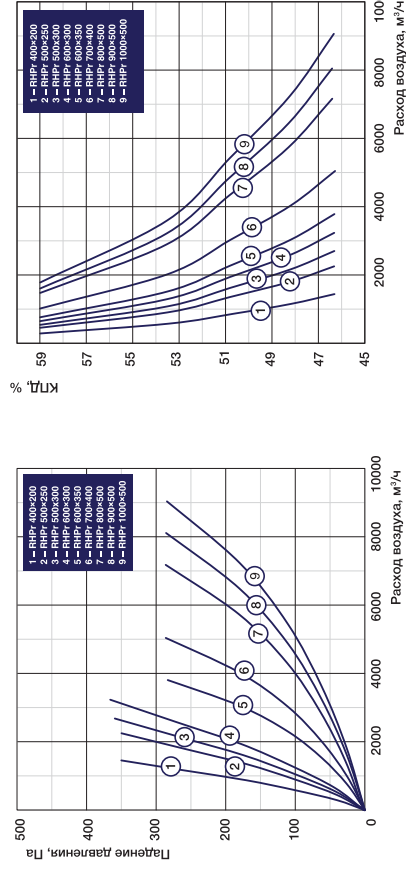 КПД, %
59
57
55
53
51
49
47
45
2000
4000
6000
8000
Расход воздуха, м³/ч
1 – RHPr 400×200
2 – RHPr 500×250
3 – RHPr 500×300
4 – RHPr 600×300
5 – RHPr 600×350
6 – RHPr 700×400
7 – RHPr 800×500
8 – RHPr 900×500
9 – RHPr 1000×500
1
2
3
4
5
6
7
8
9
Падение давления, Па
500
400
300
200
100
0
2000
4000
6000
8000
10000
Расход воздуха, м³/ч
1 – RHPr 400×200
2 – RHPr 500×250
3 – RHPr 500×300
4 – RHPr 600×300
5 – RHPr 600×350
6 – RHPr 700×400
7 – RHPr 800×500
8 – RHPr 900×500
9 – RHPr 1000×500
1
2
3
4
5
6
7
8
9